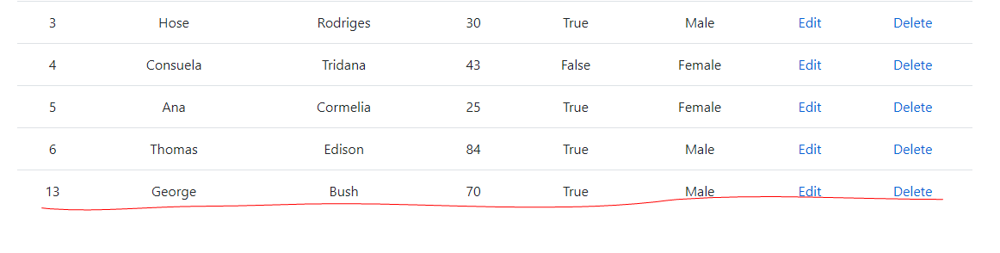 3 Hose Rodriges 30 True Male Edit Delete
4 Consuela Tridana 43 False Female Edit Delete
5 Ana Cormelia 25 True Female Edit Delete
6 Thomas Edison 84 True Male Edit Delete
13 George Bush 70 True Male Edit Delete